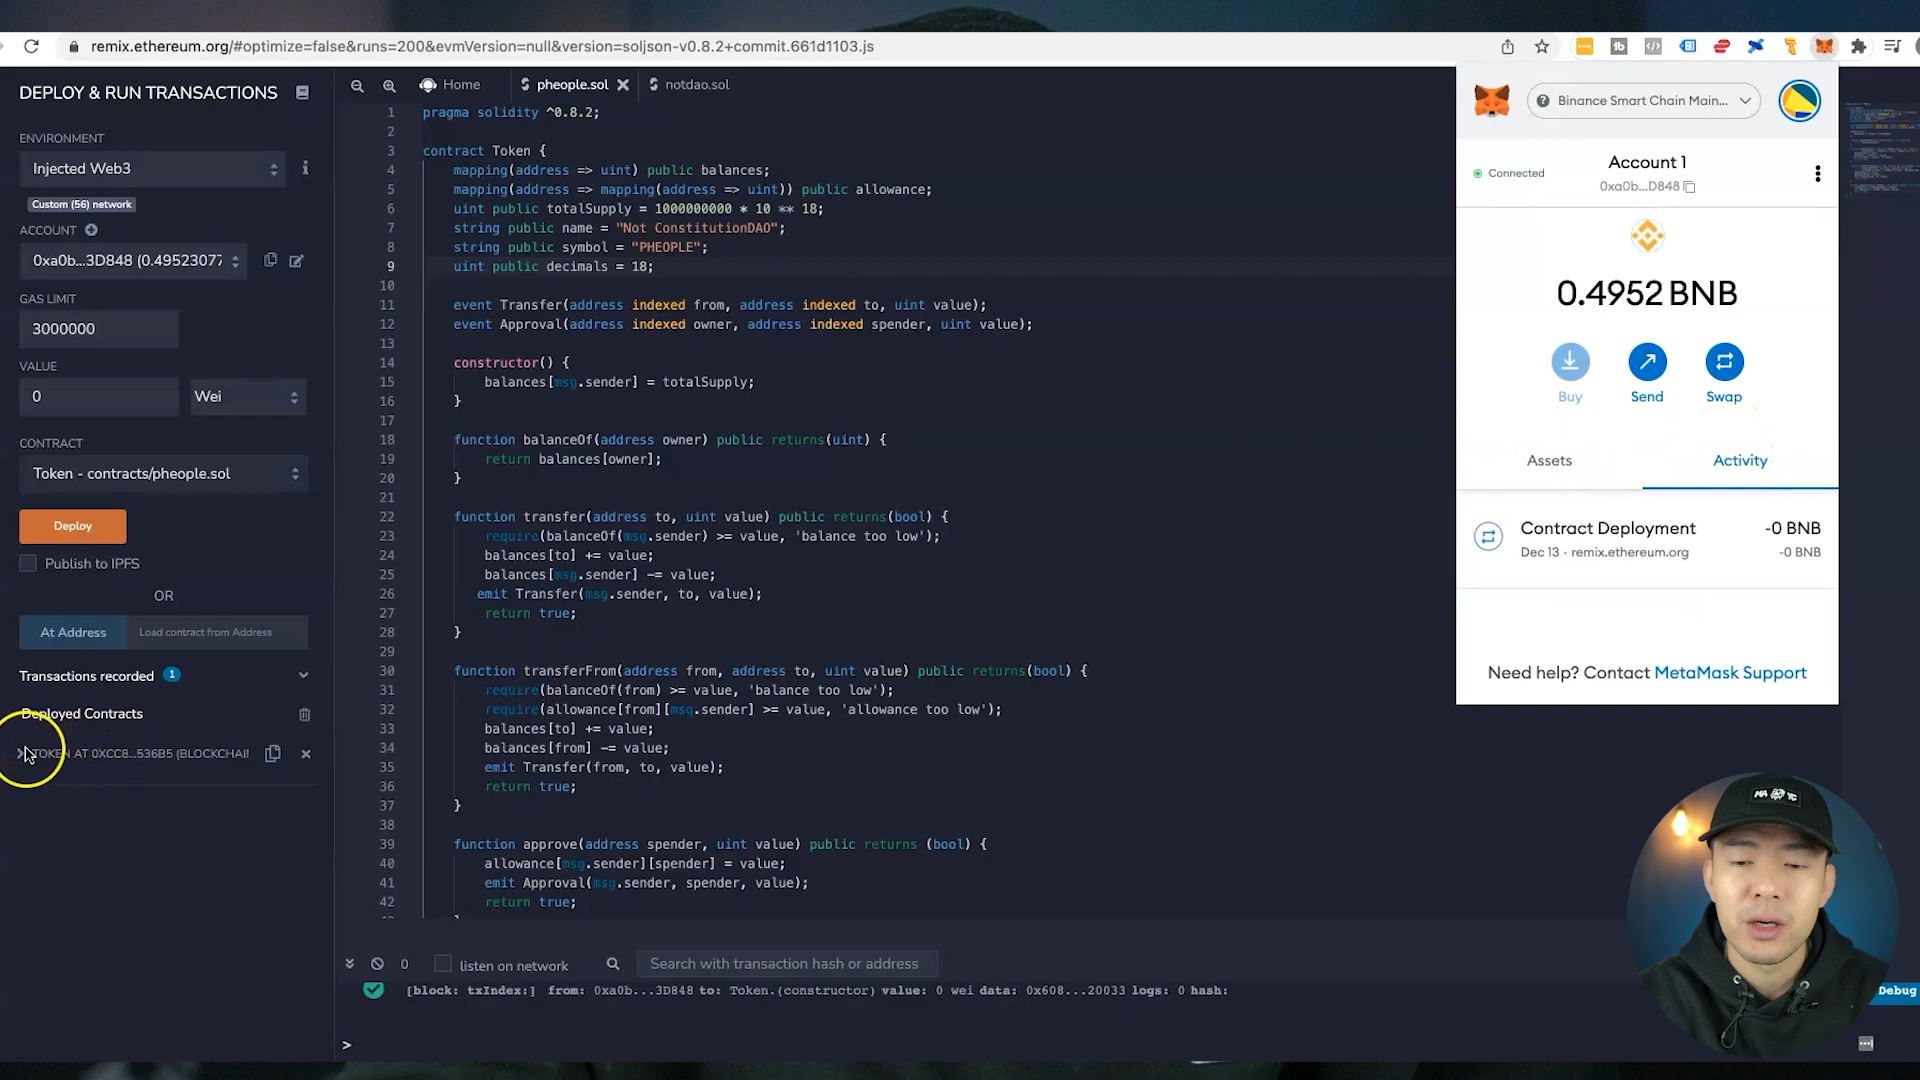 remix.ethereum.org/#optimize=false&runs=200&evmVersion=null&version=soljson-v0.8.2+commit.661d1103.js
DEPLOY & RUN TRANSACTIONS
ENVIRONMENT
Injected Web3
Custom (56) network
ACCOUNT
0xa0b...3D848 (0.49523077
GAS LIMIT
3000000
VALUE
0
Wei
CONTRACT
Token - contracts/pheople.sol
Deploy
Publish to IPFS
OR
At Address
Load contract from Address
Transactions recorded 1
Deployed Contracts
TOKEN AT 0XCC8...536B5 (BLOCKCHAI
Home
pheople.sol
notdao.sol
1 pragma solidity ^0.8.2;
2
3 contract Token {
4 mapping(address => uint) public balances;
5 mapping(address => mapping(address => uint)) public allowance;
6 uint public totalSupply = 1000000000 * 10 ** 18;
7 string public name = "Not ConstitutionDAO";
8 string public symbol = "PHEOPLE";
9 uint public decimals = 18;
10
11 event Transfer(address indexed from, address indexed to, uint value);
12 event Approval(address indexed owner, address indexed spender, uint value);
13
14 constructor() {
15 balances[msg.sender] = totalSupply;
16 }
17
18 function balanceOf(address owner) public returns(uint) {
19 return balances[owner];
20 }
21
22 function transfer(address to, uint value) public returns(bool) {
23 require(balanceOf(msg.sender) >= value, 'balance too low');
24 balances[to] += value;
25 balances[msg.sender] -= value;
26 emit Transfer(msg.sender, to, value);
27 return true;
28 }
29
30 function transferFrom(address from, address to, uint value) public returns(bool) {
31 require(balanceOf(from) >= value, 'balance too low');
32 require(allowance[from][msg.sender] >= value, 'allowance too low');
33 balances[to] += value;
34 balances[from] -= value;
35 emit Transfer(from, to, value);
36 return true;
37 }
38
39 function approve(address spender, uint value) public returns (bool) {
40 allowance[msg.sender][spender] = value;
41 emit Approval(msg.sender, spender, value);
42 return true;
0
listen on network
Search with transaction hash or address
[block: txIndex:] from: 0xa0b...3D848 to: Token.(constructor) value: 0 wei data: 0x608...20033 logs: 0 hash:
Debug
>
Binance Smart Chain Main...
Connected
Account 1
0xa0b...D848
0.4952 BNB
Buy
Send
Swap
Assets
Activity
Contract Deployment
-0 BNB
Dec 13 · remix.ethereum.org
-0 BNB
Need help? Contact MetaMask Support